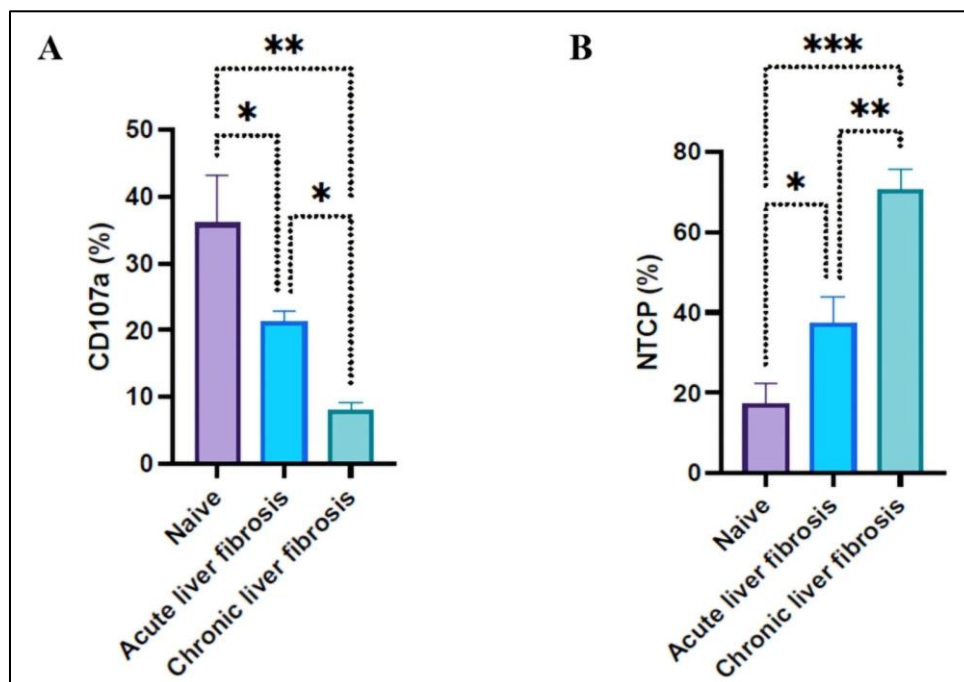 A
**
*
*
50
40
30
20
10
0
CD107a (%)
Naive
Acute liver fibrosis
Chronic liver fibrosis
B
***
**
*
80
60
40
20
0
NTCP (%)
Naive
Acute liver fibrosis
Chronic liver fibrosis